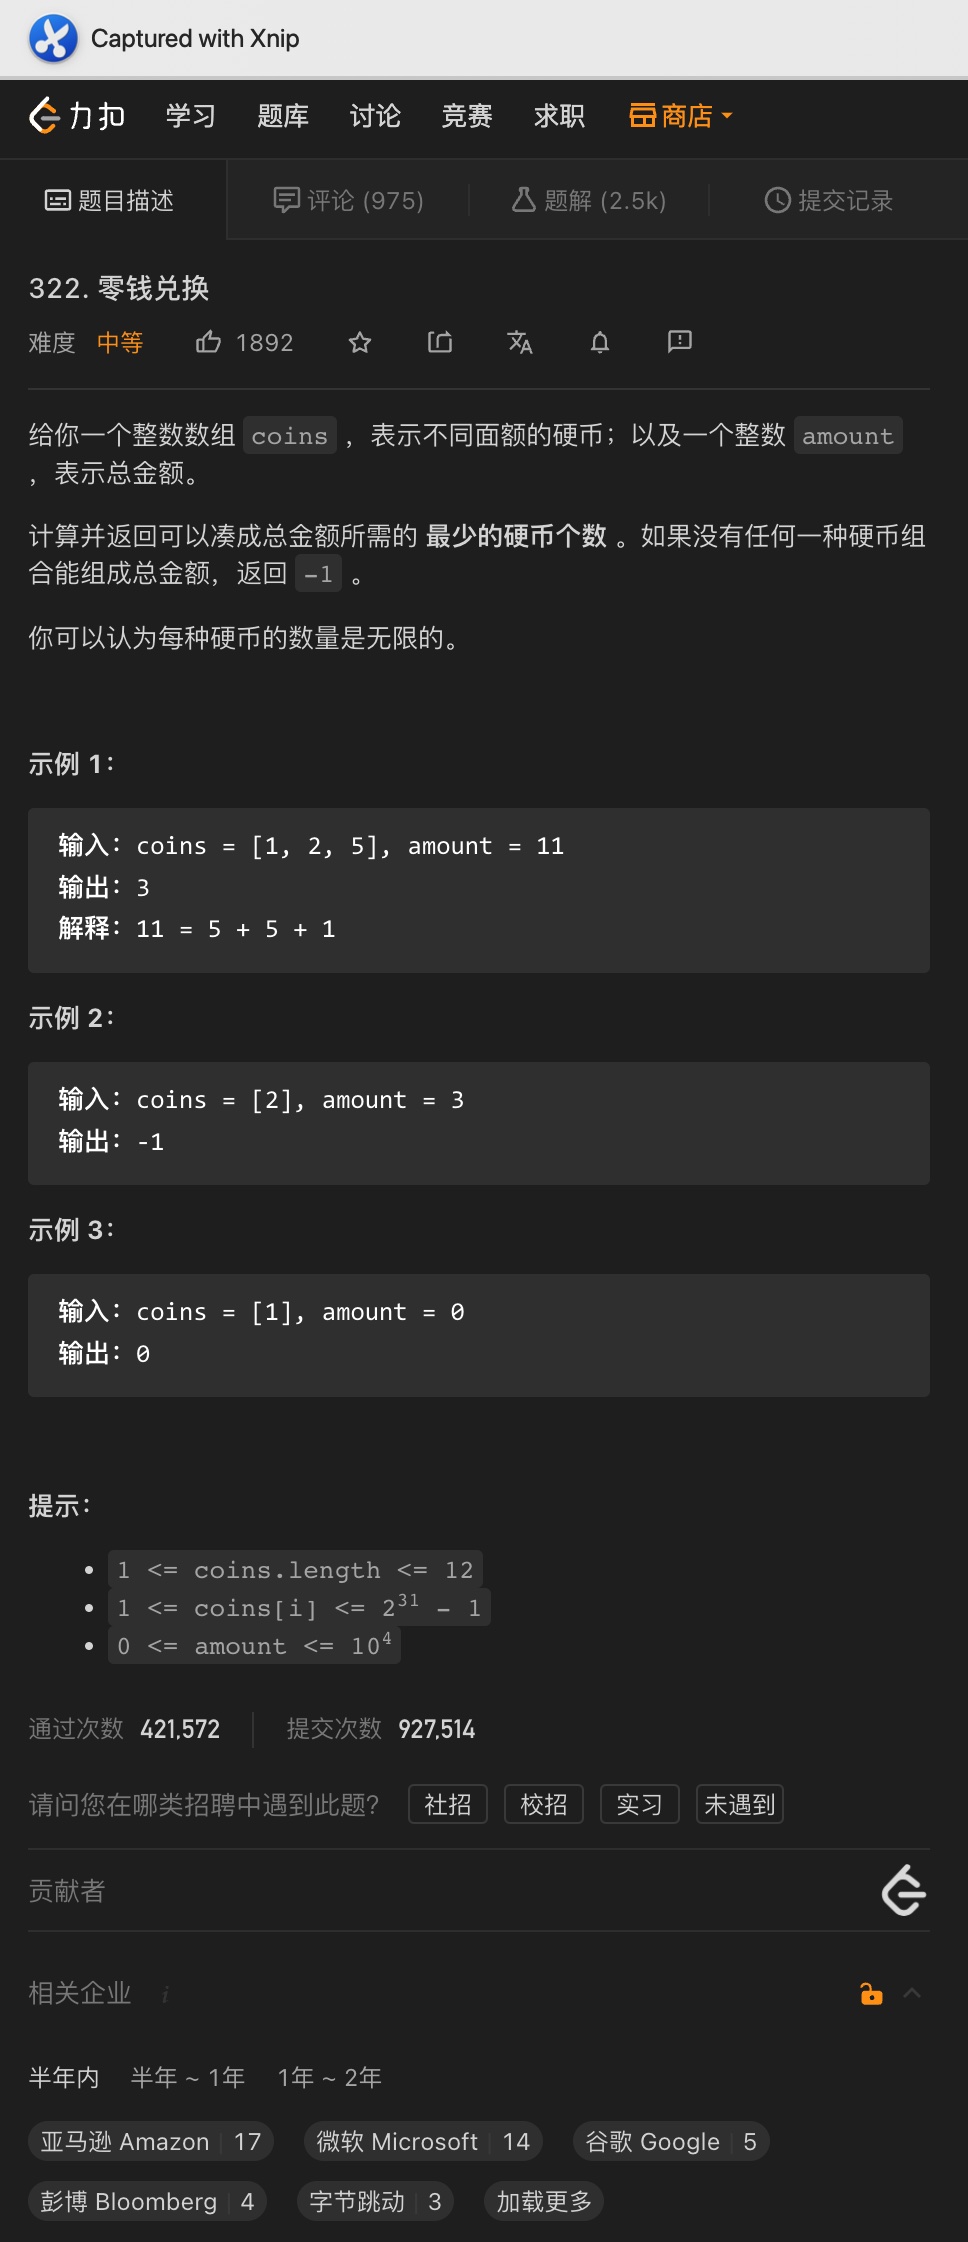 Captured with Xnip
力扣 学习 题库 讨论 竞赛 求职 商店
题目描述 评论 (975) 题解 (2.5k) 提交记录
322. 零钱兑换
难度 中等 1892
给你一个整数数组 coins ，表示不同面额的硬币；以及一个整数 amount
，表示总金额。
计算并返回可以凑成总金额所需的 最少的硬币个数 。如果没有任何一种硬币组
合能组成总金额，返回 -1 。
你可以认为每种硬币的数量是无限的。
示例 1：
输入：coins = [1, 2, 5], amount = 11
输出：3
解释：11 = 5 + 5 + 1
示例 2：
输入：coins = [2], amount = 3
输出：-1
示例 3：
输入：coins = [1], amount = 0
输出：0
提示：
• 1 <= coins.length <= 12
• 1 <= coins[i] <= 2³¹ - 1
• 0 <= amount <= 10⁴
通过次数 421,572 提交次数 927,514
请问您在哪类招聘中遇到此题？ 社招 校招 实习 未遇到
贡献者
相关企业 i
半年内 半年 ~ 1年 1年 ~ 2年
亚马逊 Amazon 17 微软 Microsoft 14 谷歌 Google 5
彭博 Bloomberg 4 字节跳动 3 加载更多